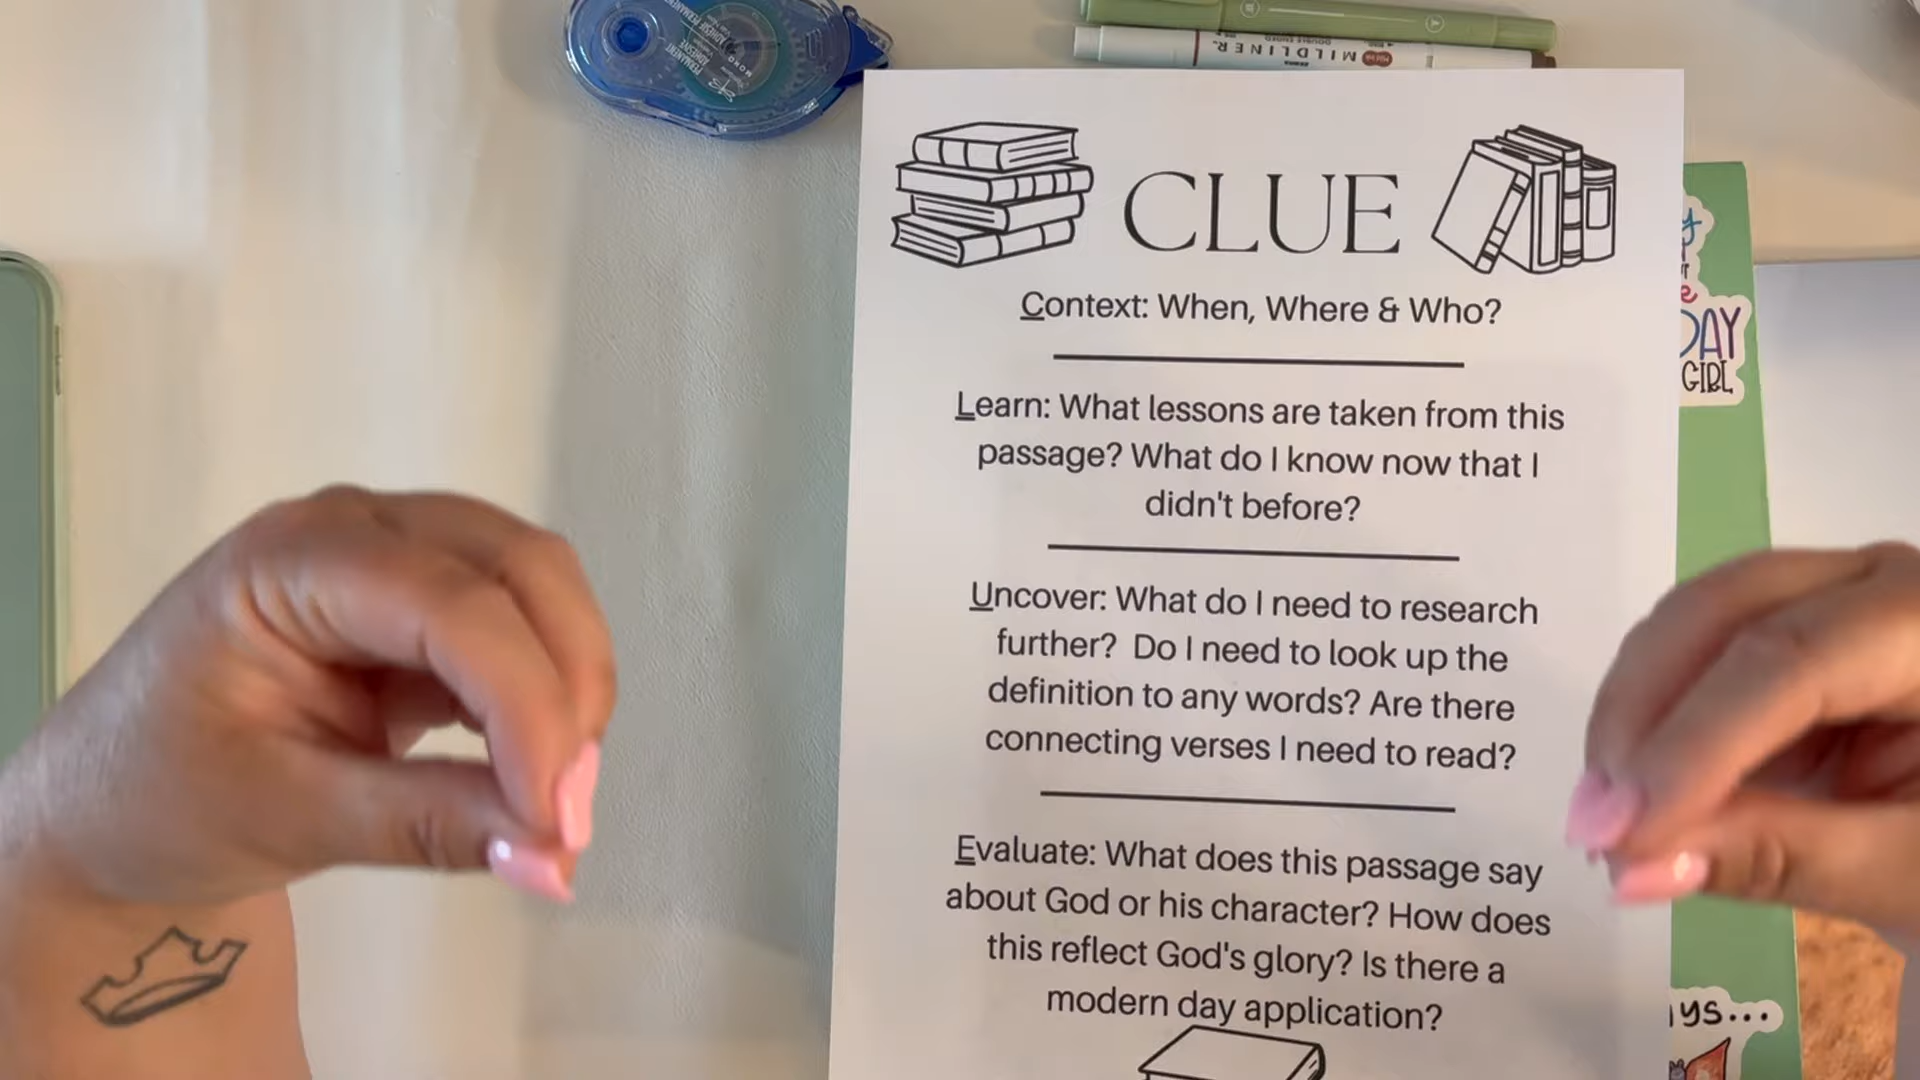 PERMANENT
ADHESIVE
MONO
MILDLINER
CLUE
Context: When, Where & Who?
Learn: What lessons are taken from this
passage? What do I know now that I
didn't before?
Uncover: What do I need to research
further? Do I need to look up the
definition to any words? Are there
connecting verses I need to read?
Evaluate: What does this passage say
about God or his character? How does
this reflect God's glory? Is there a
modern day application?
DAY
GIRL